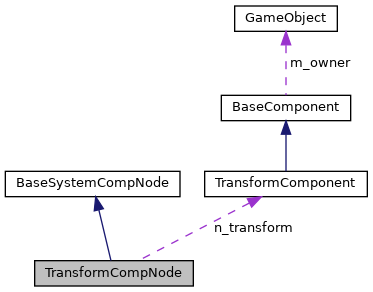 GameObject
m_owner
BaseComponent
BaseSystemCompNode
TransformComponent
n_transform
TransformCompNode